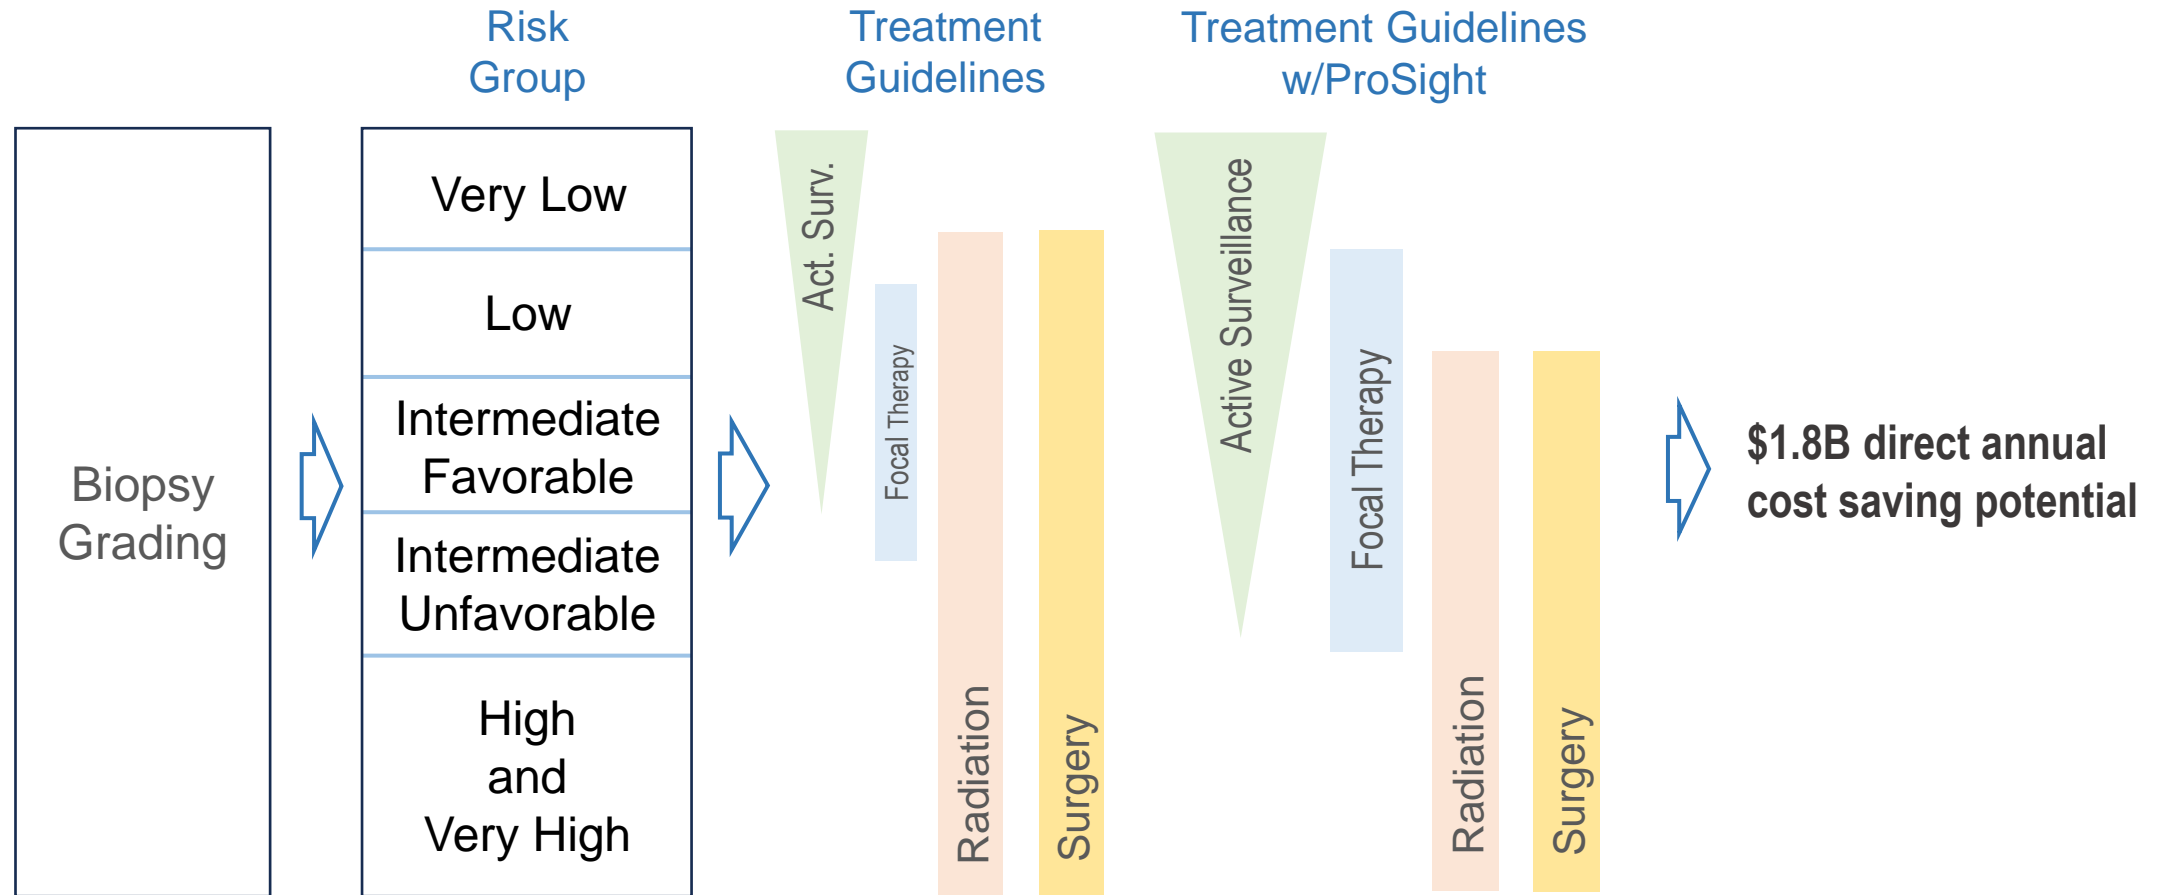 Risk
Group
Treatment
Guidelines
Treatment Guidelines
w/ProSight
Biopsy
Grading
Very Low
Low
Intermediate
Favorable
Intermediate
Unfavorable
High
and
Very High
Act. Surv.
Focal Therapy
Radiation
Surgery
Active Surveillance
Focal Therapy
Radiation
Surgery
$1.8B direct annual
cost saving potential